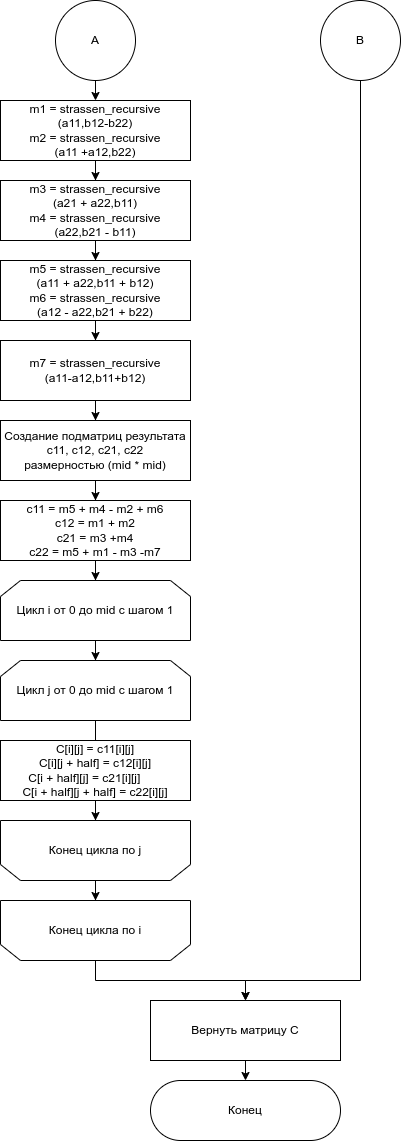 A
B
m1 = strassen_recursive
(a11,b12-b22)
m2 = strassen_recursive
(a11 +a12,b22)
m3 = strassen_recursive
(a21 + a22,b11)
m4 = strassen_recursive
(a22,b21 - b11)
m5 = strassen_recursive
(a11 + a22,b11 + b12)
m6 = strassen_recursive
(a12 - a22,b21 + b22)
m7 = strassen_recursive
(a11-a12,b11+b12)
Создание подматриц результата
c11, c12, c21, c22
размерностью (mid * mid)
c11 = m5 + m4 - m2 + m6
c12 = m1 + m2
c21 = m3 +m4
c22 = m5 + m1 - m3 -m7
Цикл i от 0 до mid с шагом 1
Цикл j от 0 до mid с шагом 1
C[i][j] = c11[i][j]
C[i][j + half] = c12[i][j]
C[i + half][j] = c21[i][j]
C[i + half][j + half] = c22[i][j]
Конец цикла по j
Конец цикла по i
Вернуть матрицу C
Конец